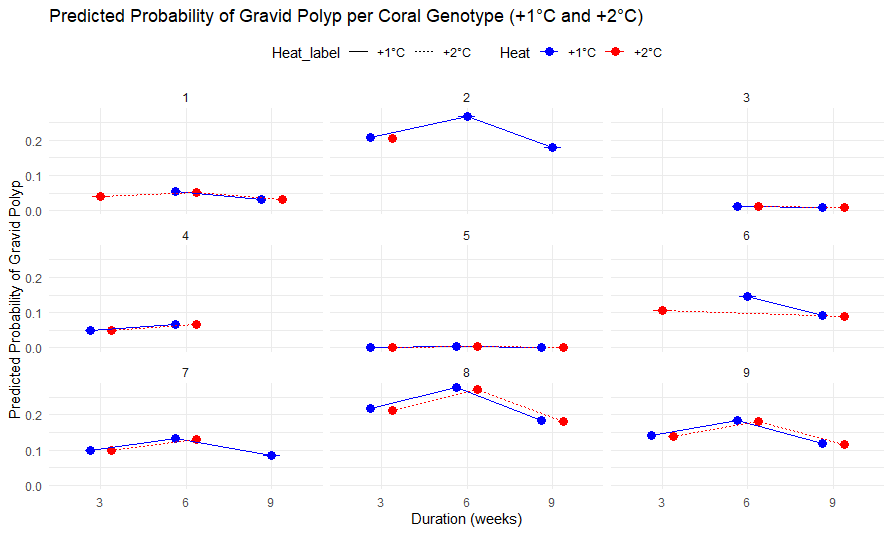 Predicted Probability of Gravid Polyp per Coral Genotype (+1°C and +2°C)
Heat_label +1°C +2°C Heat +1°C +2°C
1 2 3
0.2
0.1
0.0
4 5 6
0.2
0.1
0.0
7 8 9
0.2
0.1
0.0
3 6 9 3 6 9 3 6 9
Duration (weeks)
Predicted Probability of Gravid Polyp